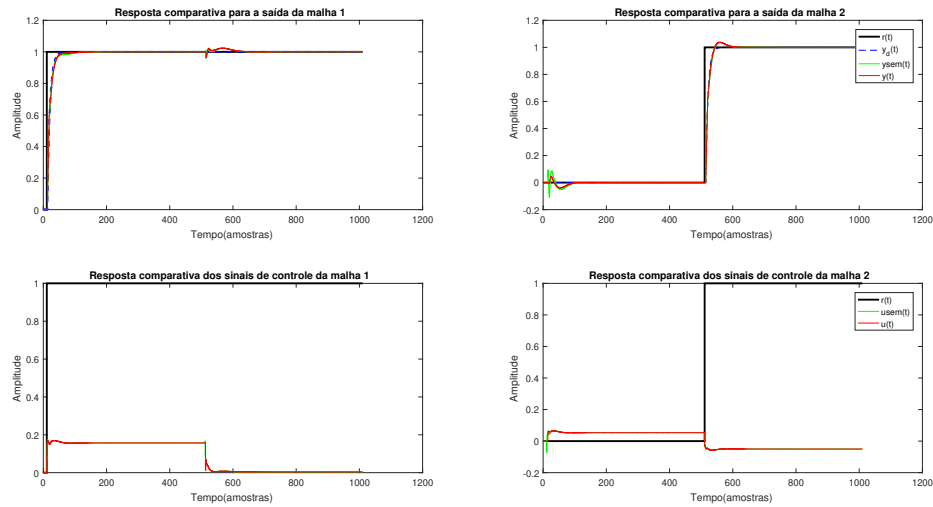 Resposta comparativa para a saída da malha 1
Amplitude
1.2
1
0.8
0.6
0.4
0.2
0
0 200 400 600 800 1000 1200
Tempo(amostras)
Resposta comparativa para a saída da malha 2
Amplitude
1.2
1
0.8
0.6
0.4
0.2
0
-0.2
0 200 400 600 800 1000 1200
Tempo(amostras)
r(t)
y_d(t)
ysem(t)
y(t)
Resposta comparativa dos sinais de controle da malha 1
Amplitude
1
0.8
0.6
0.4
0.2
0
0 200 400 600 800 1000 1200
Tempo(amostras)
Resposta comparativa dos sinais de controle da malha 2
Amplitude
1
0.8
0.6
0.4
0.2
0
-0.2
0 200 400 600 800 1000 1200
Tempo(amostras)
r(t)
usem(t)
u(t)